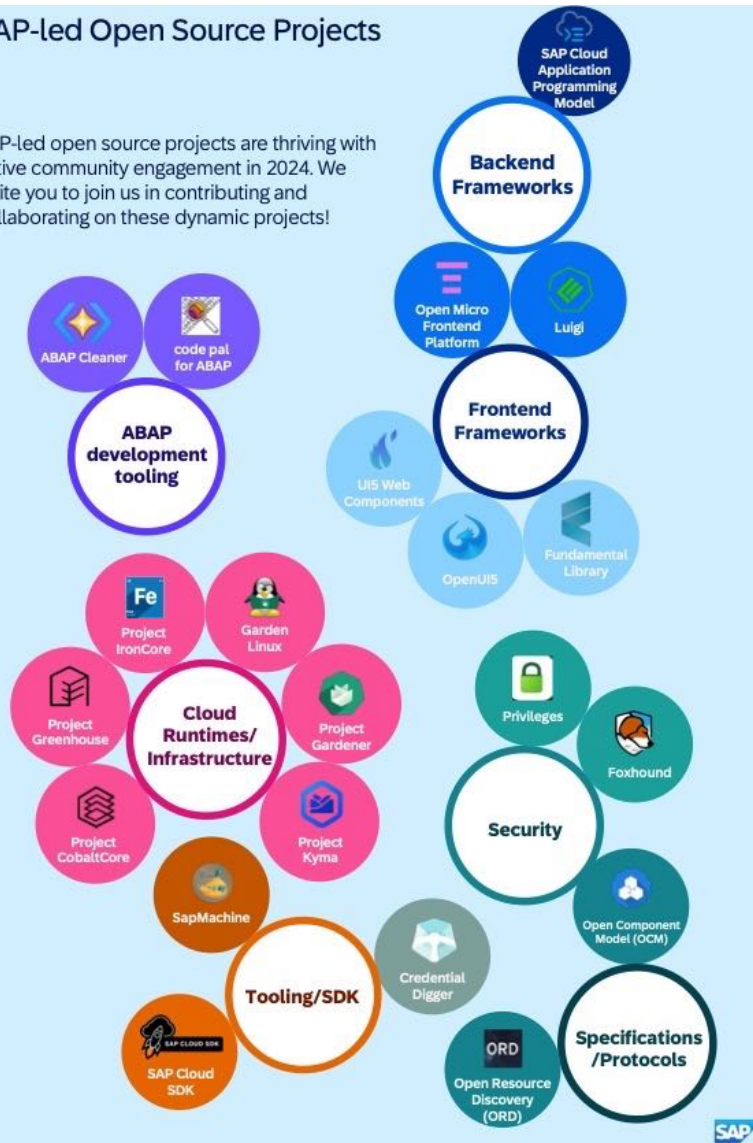 AP-led Open Source Projects
P-led open source projects are thriving with
tive community engagement in 2024. We
ite you to join us in contributing and
llaborating on these dynamic projects!
SAP Cloud
Application
Programming
Model
Backend
Frameworks
Open Micro
Frontend
Platform
Luigi
Frontend
Frameworks
UI5 Web
Components
OpenUI5
Fundamental
Library
ABAP Cleaner
code pal
for ABAP
ABAP
development
tooling
Fe
Project
IronCore
Garden
Linux
Project
Greenhouse
Cloud
Runtimes/
Infrastructure
Project
Gardener
Project
CobaltCore
Project
Kyma
Privileges
Foxhound
Security
Open Component
Model (OCM)
SapMachine
Tooling/SDK
Credential
Digger
SAP CLOUD SDK
SAP Cloud
SDK
Specifications
/Protocols
ORD
Open Resource
Discovery
(ORD)
SAP